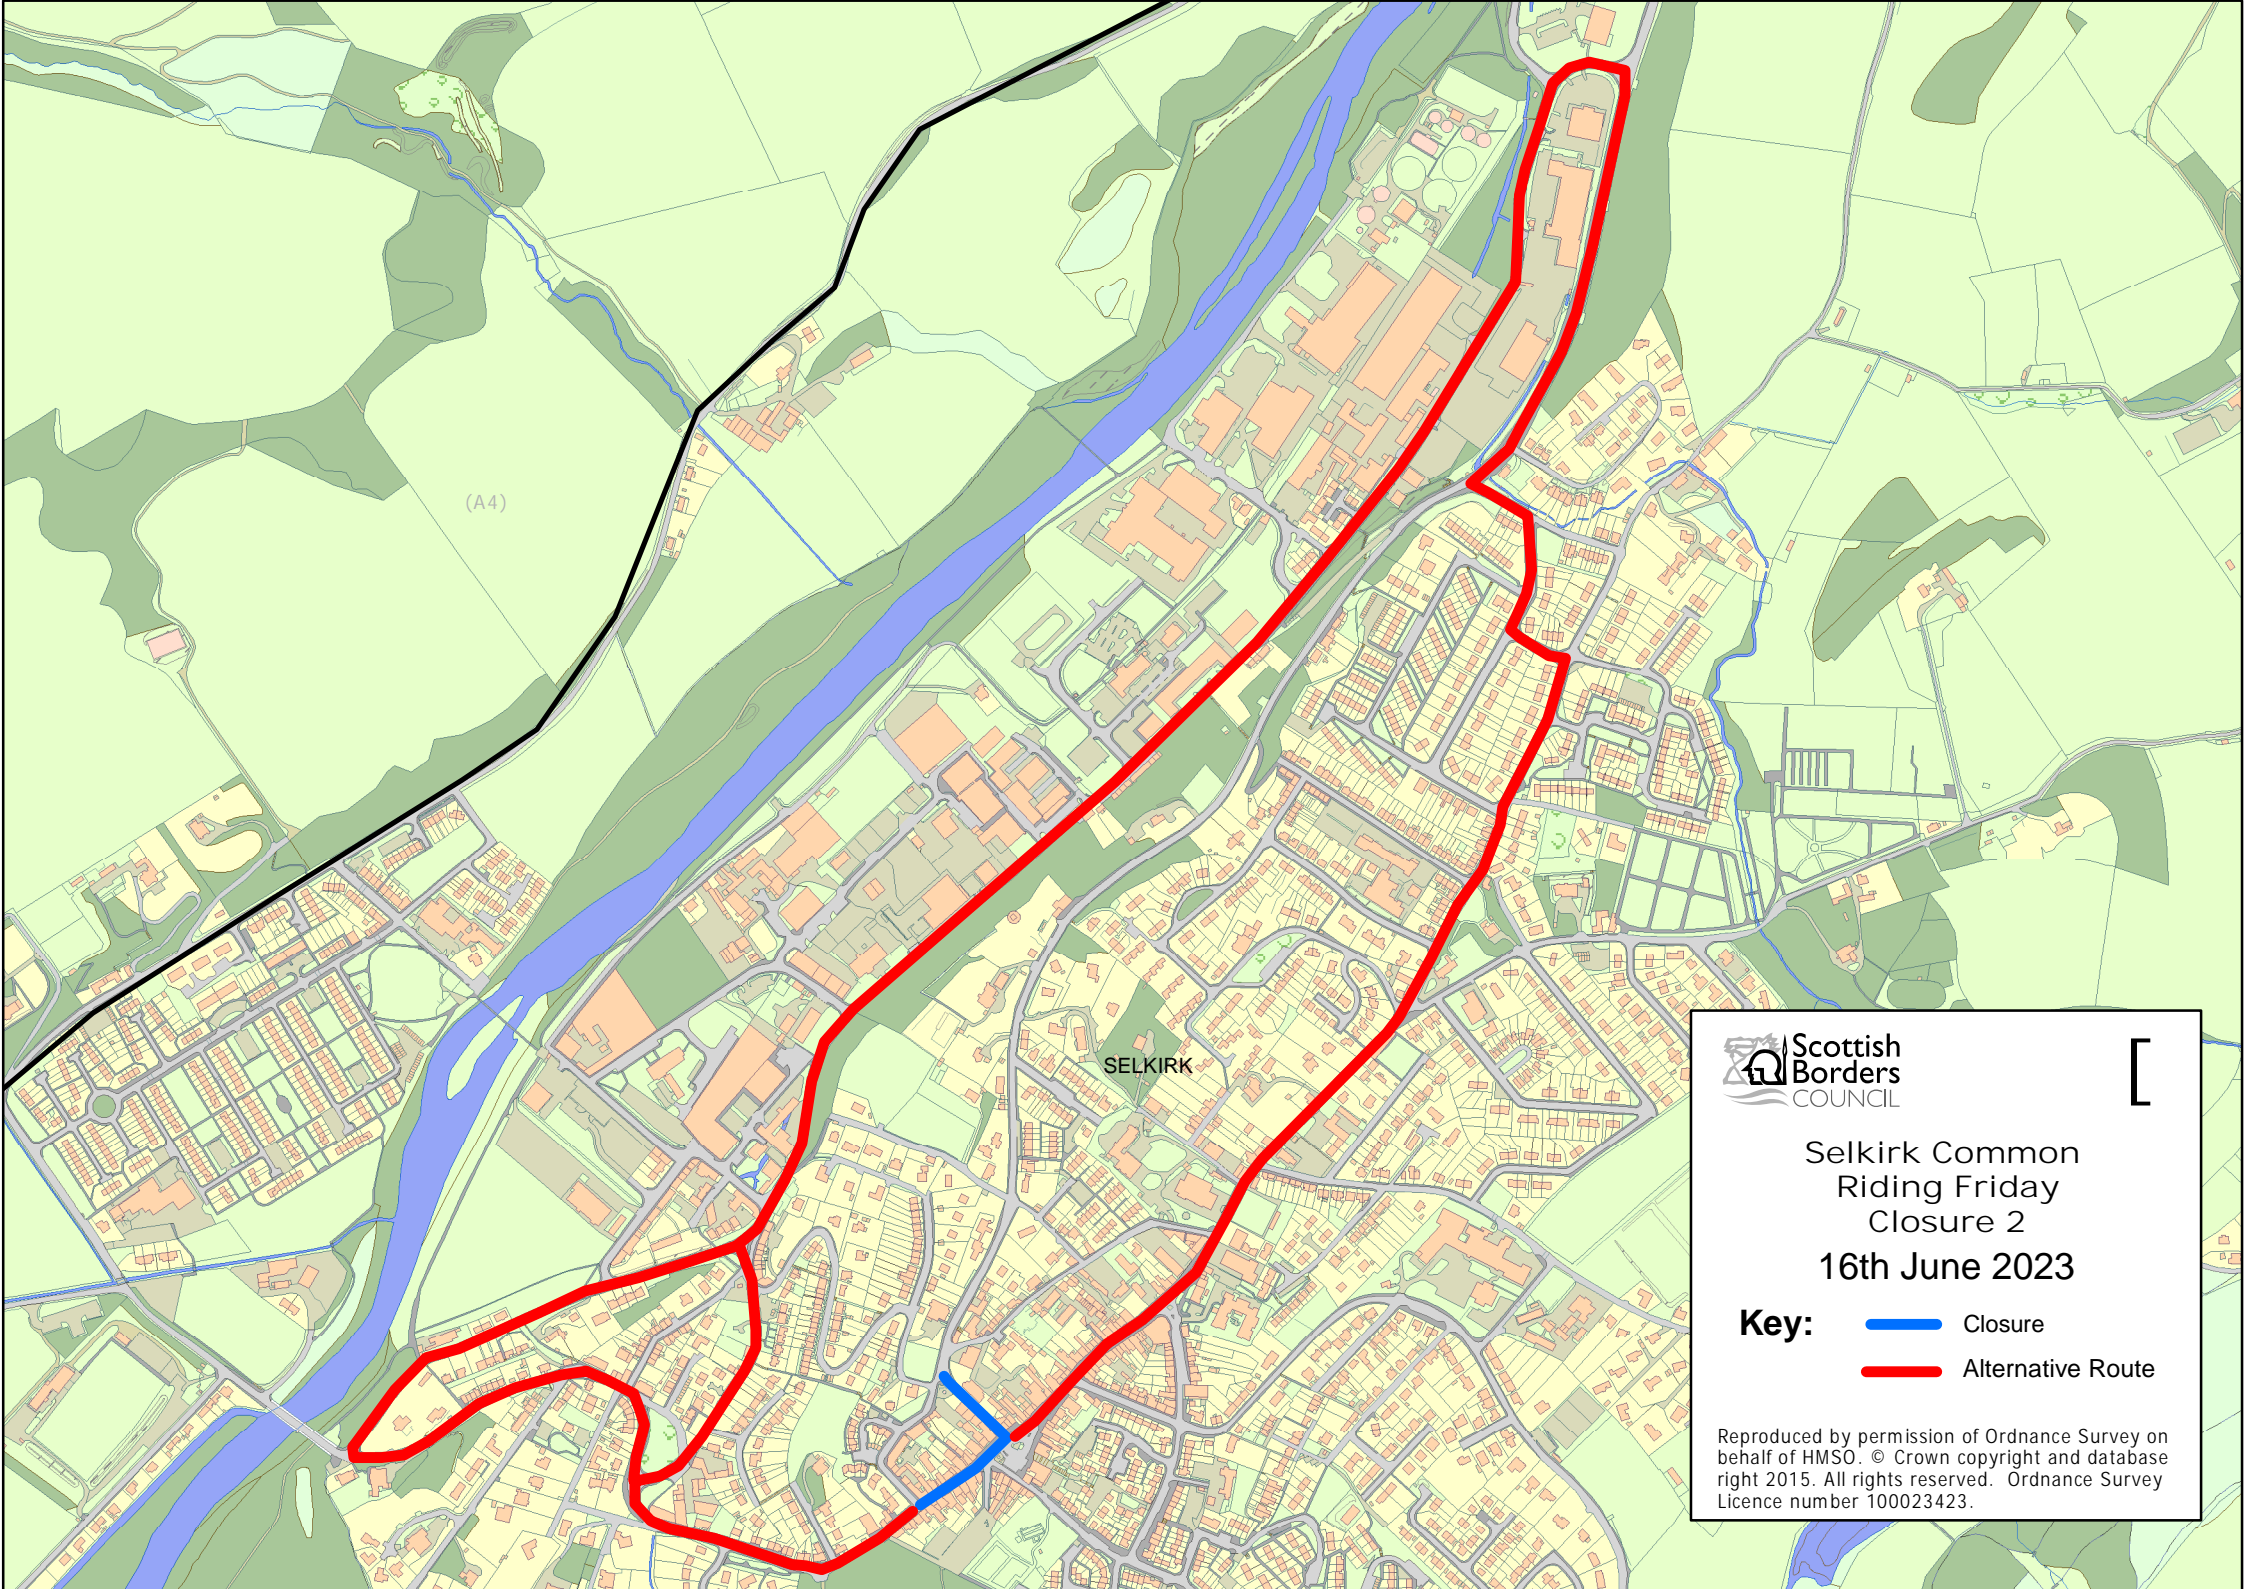 (A4)
SELKIRK
Scottish
Borders
COUNCIL
[
Selkirk Common
Riding Friday
Closure 2
16th June 2023
Key:
Closure
Alternative Route
Reproduced by permission of Ordnance Survey on
behalf of HMSO. © Crown copyright and database
right 2015. All rights reserved. Ordnance Survey
Licence number 100023423.